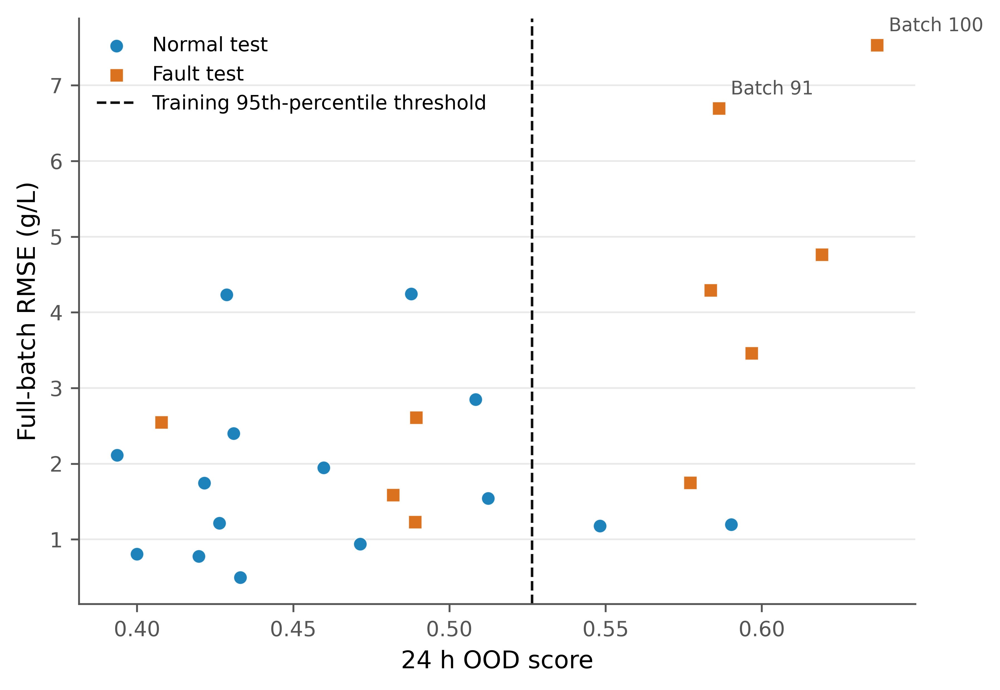 Batch 100
Normal test
Fault test
Training 95th-percentile threshold
Batch 91
7
6
5
4
3
2
1
Full-batch RMSE (g/L)
0.40 0.45 0.50 0.55 0.60
24 h OOD score